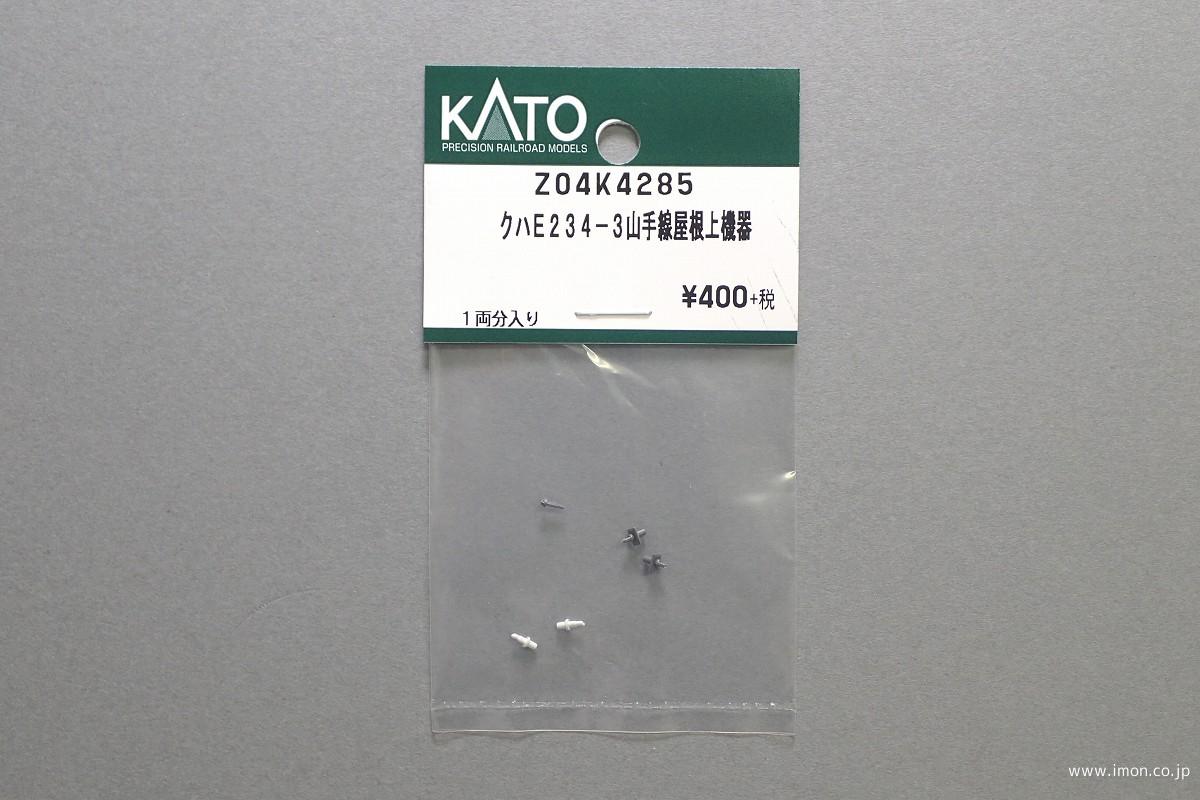 KATO
PRECISION RAILROAD MODELS
Z04K4285
クハE234-3山手線屋根上機器
¥400+税
1両分入り
www.imon.co.jp